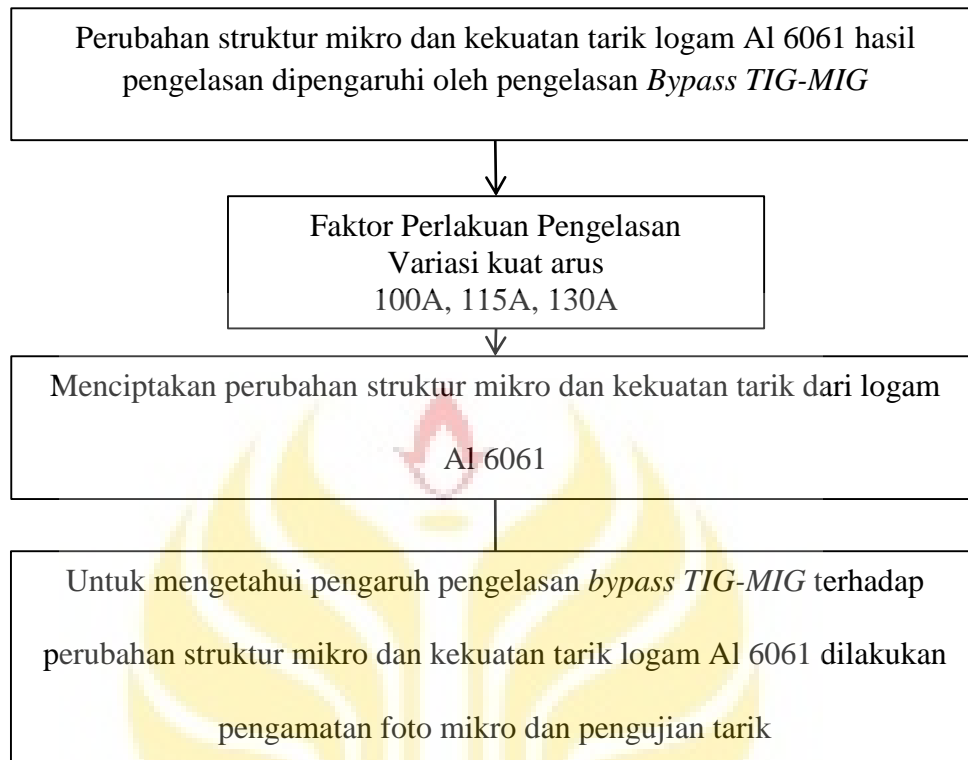 Perubahan struktur mikro dan kekuatan tarik logam Al 6061 hasil
pengelasan dipengaruhi oleh pengelasan Bypass TIG-MIG
Faktor Perlakuan Pengelasan
Variasi kuat arus
100A, 115A, 130A
Menciptakan perubahan struktur mikro dan kekuatan tarik dari logam
Al 6061
Untuk mengetahui pengaruh pengelasan bypass TIG-MIG terhadap
perubahan struktur mikro dan kekuatan tarik logam Al 6061 dilakukan
pengamatan foto mikro dan pengujian tarik